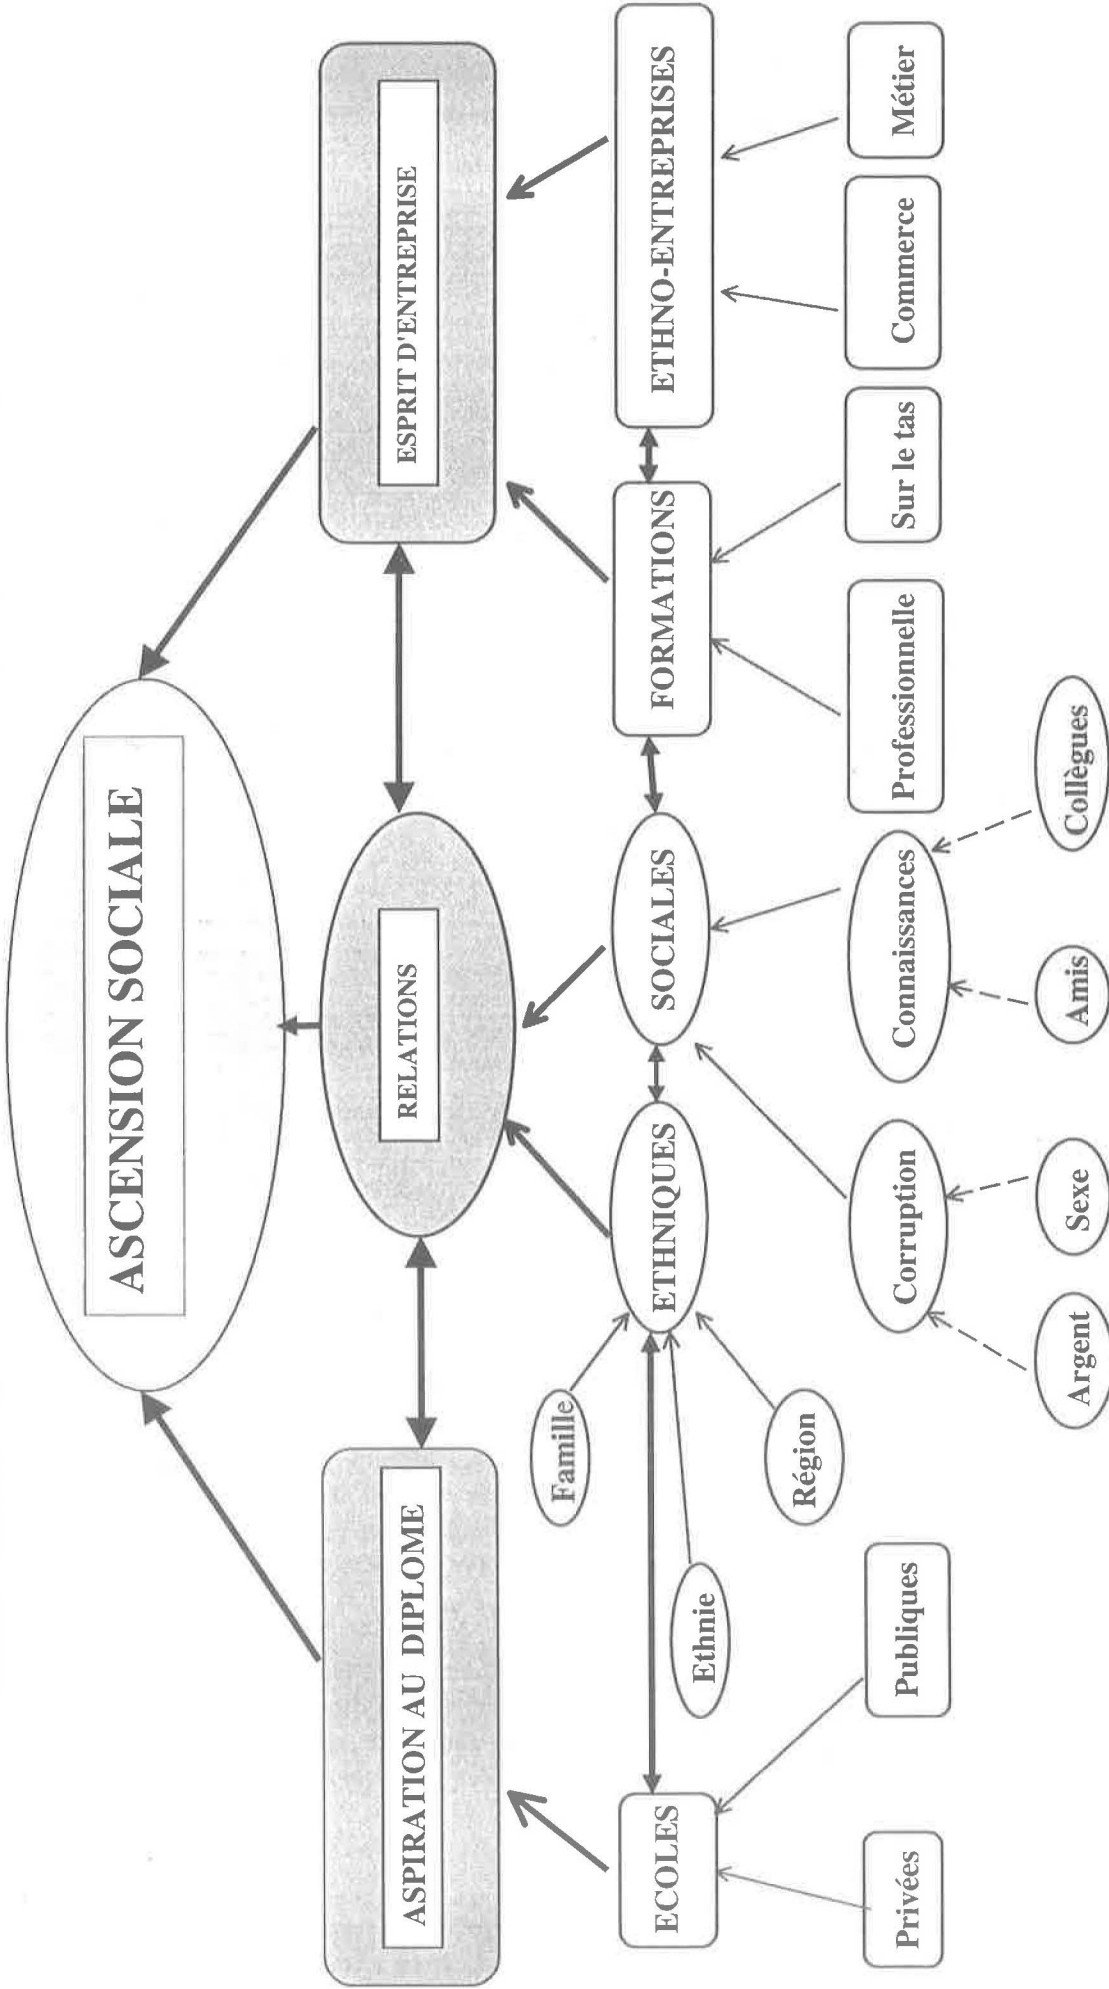 ASCENSION SOCIALE
ASPIRATION AU DIPLOME
RELATIONS
ESPRIT D'ENTREPRISE
Famille
ECOLES
ETHNIQUES
SOCIALES
FORMATIONS
ETHNO-ENTREPRISES
Ethnie
Région
Privées
Publiques
Corruption
Connaissances
Professionnelle
Sur le tas
Commerce
Métier
Argent
Sexe
Amis
Collègues